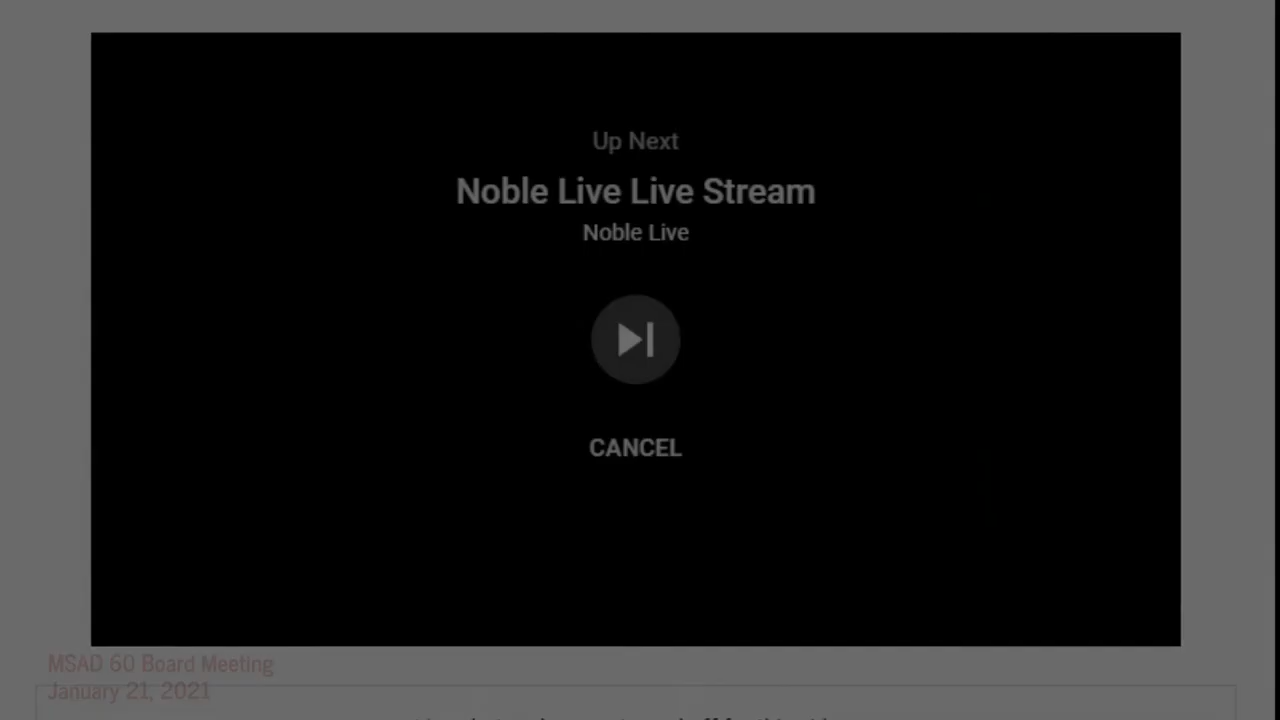 Up Next
Noble Live Live Stream
Noble Live
CANCEL
MSAD 60 Board Meeting
January 21, 2021